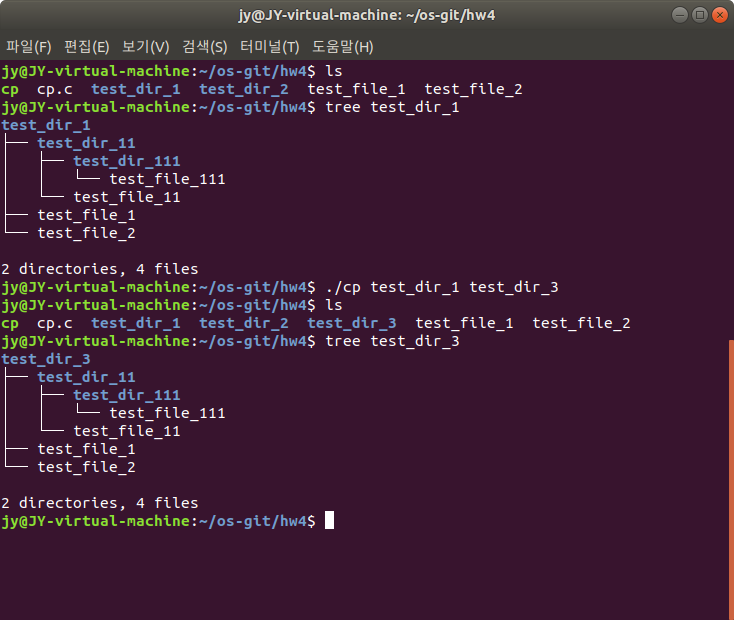 jy@JY-virtual-machine: ~/os-git/hw4
파일(F) 편집(E) 보기(V) 검색(S) 터미널(T) 도움말(H)
jy@JY-virtual-machine:~/os-git/hw4$ ls
cp  cp.c  test_dir_1  test_dir_2  test_file_1  test_file_2
jy@JY-virtual-machine:~/os-git/hw4$ tree test_dir_1
test_dir_1
├── test_dir_11
│   ├── test_dir_111
│   │   └── test_file_111
│   └── test_file_11
├── test_file_1
└── test_file_2

2 directories, 4 files
jy@JY-virtual-machine:~/os-git/hw4$ ./cp test_dir_1 test_dir_3
jy@JY-virtual-machine:~/os-git/hw4$ ls
cp  cp.c  test_dir_1  test_dir_2  test_dir_3  test_file_1  test_file_2
jy@JY-virtual-machine:~/os-git/hw4$ tree test_dir_3
test_dir_3
├── test_dir_11
│   ├── test_dir_111
│   │   └── test_file_111
│   └── test_file_11
├── test_file_1
└── test_file_2

2 directories, 4 files
jy@JY-virtual-machine:~/os-git/hw4$